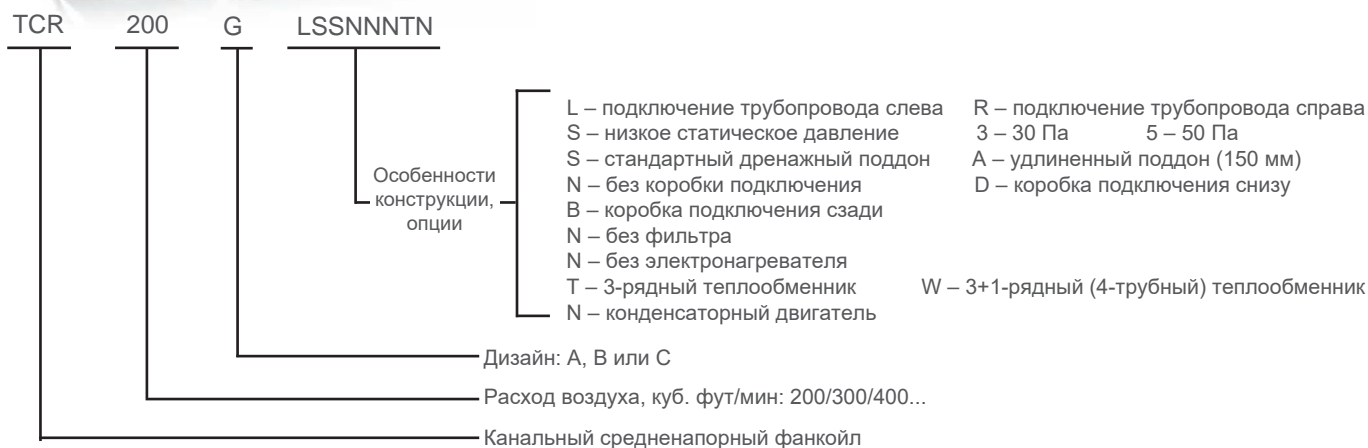 TCR 200 G LSSNNNTN
L – подключение трубопровода слева R – подключение трубопровода справа
S – низкое статическое давление 3 – 30 Па 5 – 50 Па
S – стандартный дренажный поддон A – удлиненный поддон (150 мм)
N – без коробки подключения D – коробка подключения снизу
B – коробка подключения сзади
N – без фильтра
N – без электронагревателя
T – 3-рядный теплообменник W – 3+1-рядный (4-трубный) теплообменник
N – конденсаторный двигатель
Особенности
конструкции,
опции
Дизайн: A, B или C
Расход воздуха, куб. фут/мин: 200/300/400...
Канальный средненапорный фанкойл